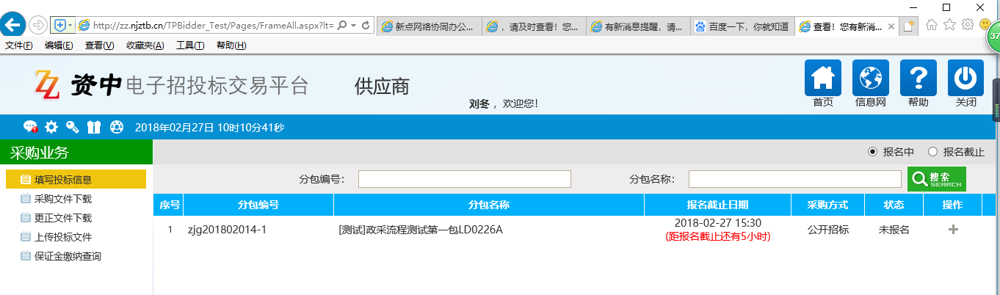 http://zz.njztb.cn/TPBidder_Test/Pages/FrameAll.aspx?lt=
新点网络协同办公...
，请及时查看！您...
有新消息提醒，请...
百度一下，你就知道
查看！您有新消...
37
文件(F) 编辑(E) 查看(V) 收藏夹(A) 工具(T) 帮助(H)
ZZ 资中 电子招投标交易平台 供应商
刘冬 ，欢迎您！
首页 信息网 帮助 关闭
2018年02月27日 10时10分41秒
采购业务
报名中 报名截止
填写投标信息
采购文件下载
更正文件下载
上传投标文件
保证金缴纳查询
分包编号： 分包名称： 搜索 SEARCH
序号 分包编号 分包名称 报名截止日期 采购方式 状态 操作
1 zjg201802014-1 [测试]政采流程测试第一包LD0226A 2018-02-27 15:30 公开招标 未报名
(距报名截止还有5小时)